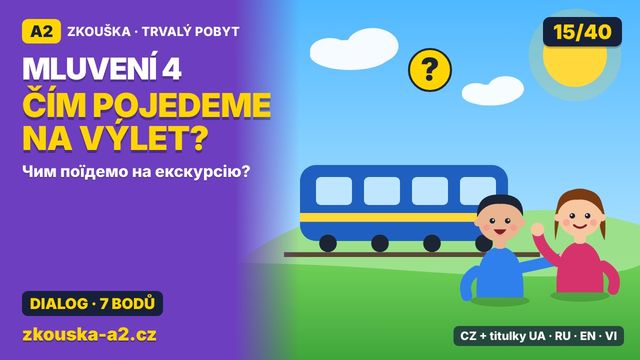 A2 ZKOUŠKA · TRVALÝ POBYT
15/40
MLUVENÍ 4
ČÍM POJEDEME
NA VÝLET?
Чим поїдемо на екскурсію?
?
DIALOG · 7 BODŮ
zkouska-a2.cz
CZ + titulky UA · RU · EN · VI